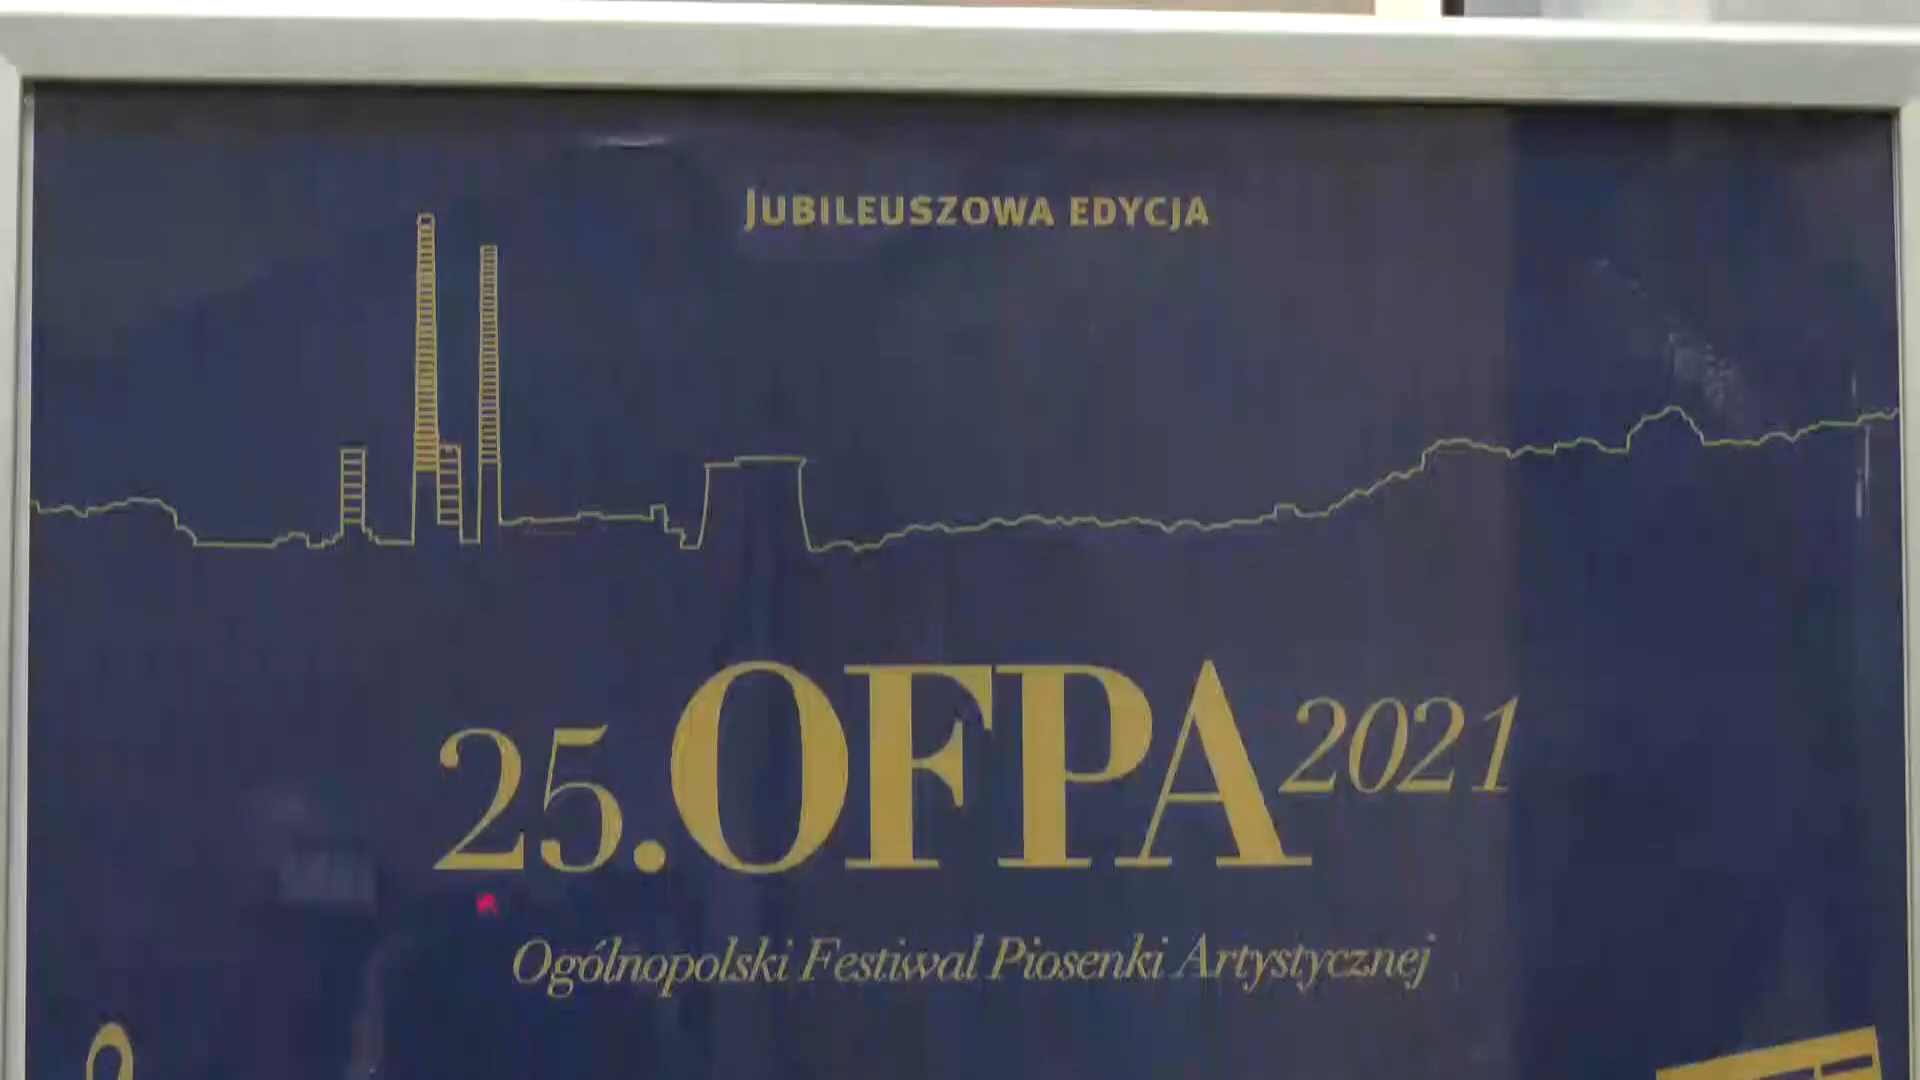 JUBILEUSZOWA EDYCJA
25. OFPA 2021
Ogólnopolski Festiwal Piosenki Artystycznej